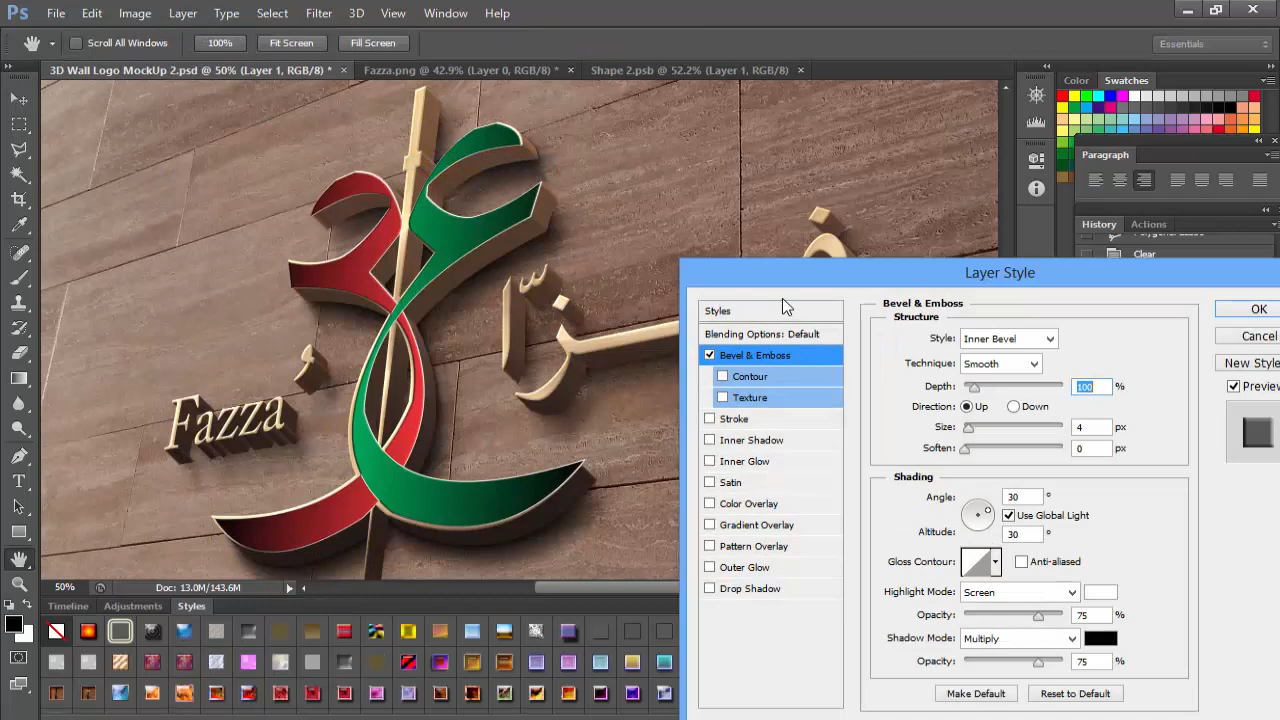 Ps File Edit Image Layer Type Select Filter 3D View Window Help
Scroll All Windows 100% Fit Screen Fill Screen Essentials
3D Wall Logo MockUp 2.psd @ 50% (Layer 1, RGB/8) * × Fazza.png @ 42.9% (Layer 0, RGB/8) * × Shape 2.psb @ 52.2% (Layer 1, RGB/8) ×
Color Swatches
Paragraph
History Actions
Clear
Fazza
Layer Style
Styles
Blending Options: Default
Bevel & Emboss
Contour
Texture
Stroke
Inner Shadow
Inner Glow
Satin
Color Overlay
Gradient Overlay
Pattern Overlay
Outer Glow
Drop Shadow
Bevel & Emboss
Structure
Style: Inner Bevel
Technique: Smooth
Depth: 100 %
Direction: Up Down
Size: 4 px
Soften: 0 px
Shading
Angle: 30 °
Use Global Light
Altitude: 30 °
Gloss Contour: Anti-aliased
Highlight Mode: Screen
Opacity: 75 %
Shadow Mode: Multiply
Opacity: 75 %
Make Default Reset to Default
OK
Cancel
New Style
Preview
50% Doc: 13.0M/143.6M
Timeline Adjustments Styles